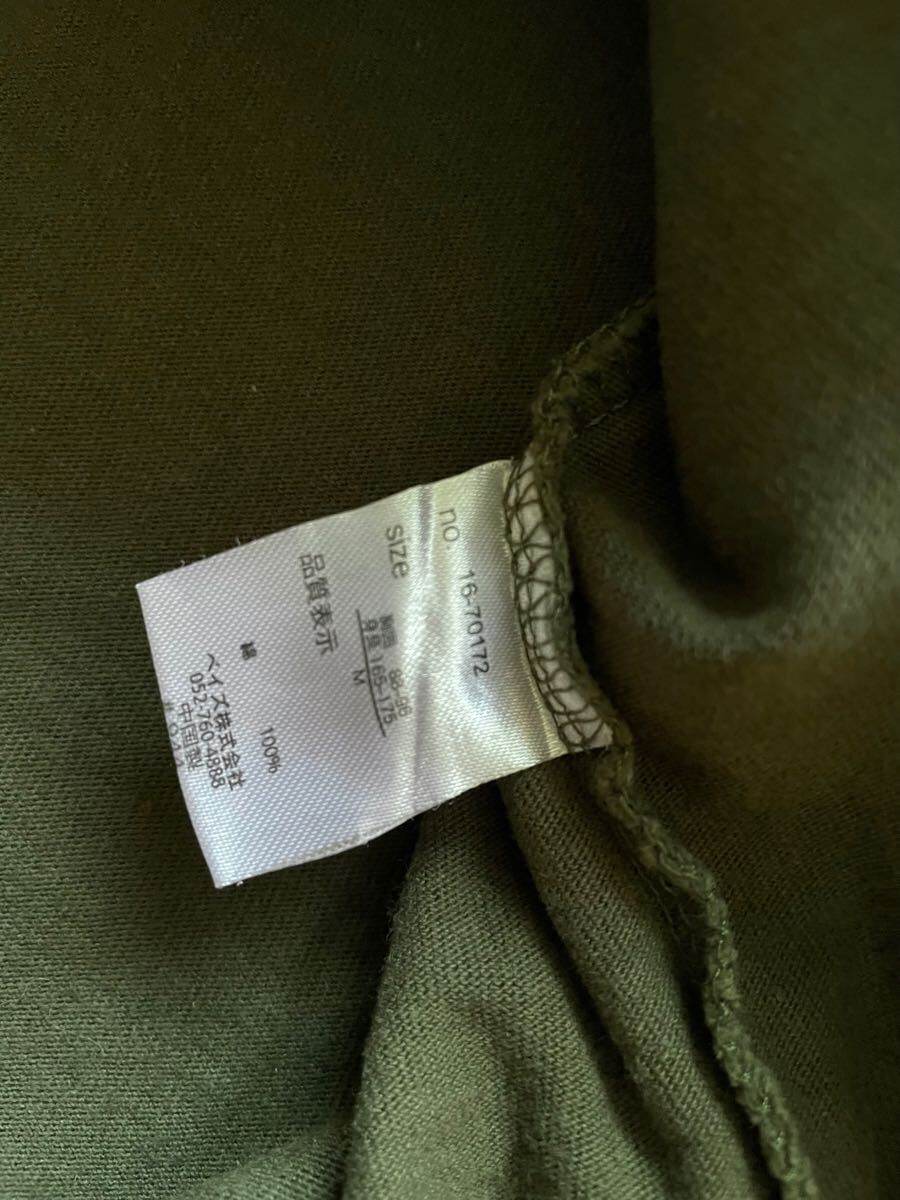 no. 16-70172
size
胸囲 88-96
身長 165-175
M
品質表示
綿 100%
ベイズ株式会社
052-760-4888
中国製